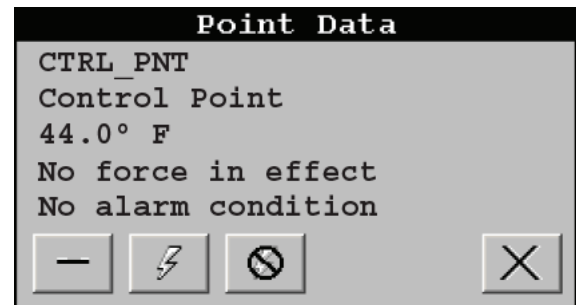 Point Data
CTRL_PNT
Control Point
44.0° F
No force in effect
No alarm condition